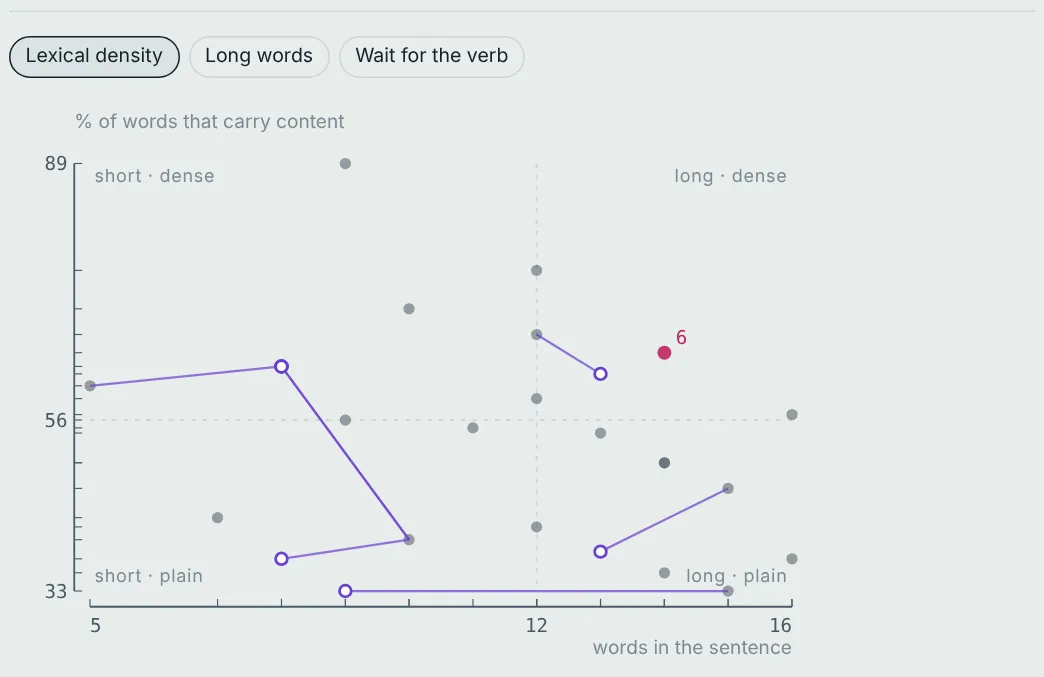 Lexical density Long words Wait for the verb
% of words that carry content
89
short · dense long · dense
6
56
short · plain long · plain
33
5 12 16
words in the sentence